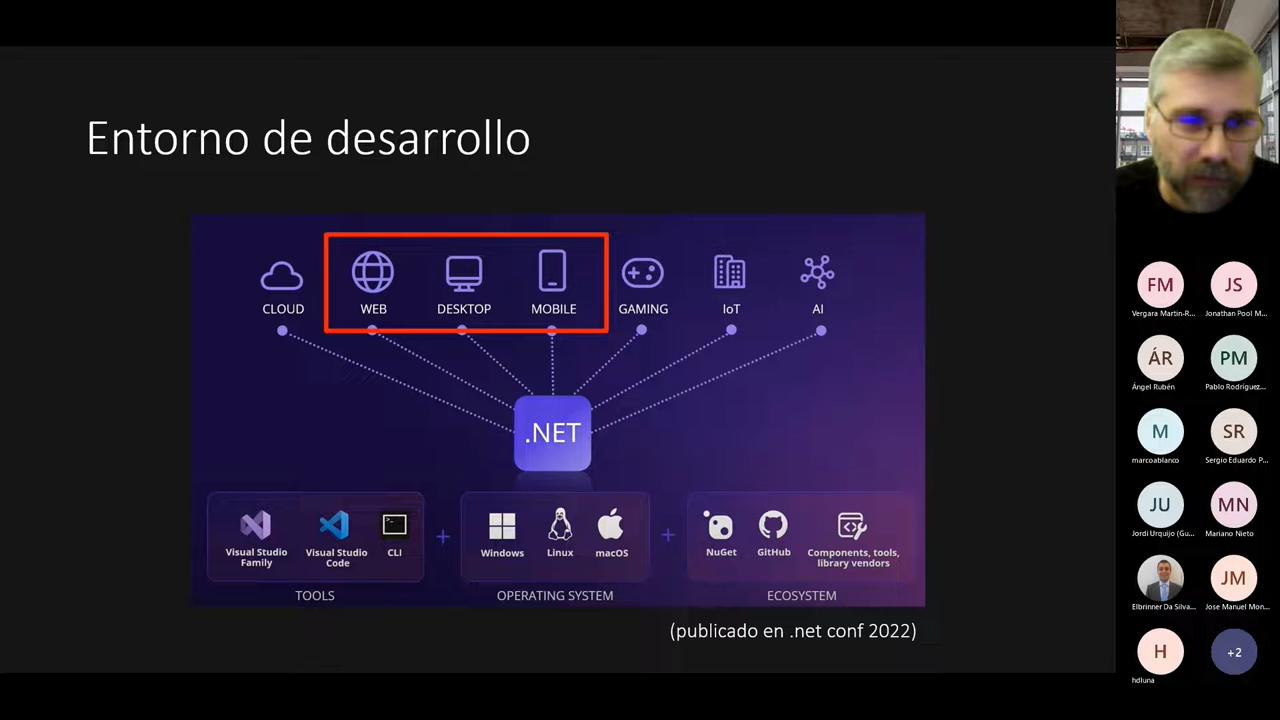 Entorno de desarrollo
CLOUD
WEB
DESKTOP
MOBILE
GAMING
IoT
AI
.NET
Visual Studio
Family
Visual Studio
Code
CLI
TOOLS
Windows
Linux
macOS
OPERATING SYSTEM
NuGet
GitHub
Components, tools,
library vendors
ECOSYSTEM
(publicado en .net conf 2022)
FM
Vergara Martin-R...
JS
Jonathan Pool M...
ÁR
Ángel Rubén
PM
Pablo Rodríguez...
M
marcoablanco
SR
Sergio Eduardo P...
JU
Jordi Urquijo (Gu...
MN
Mariano Nieto
Elbrinner Da Silva...
JM
Jose Manuel Mon...
H
hdluna
+2